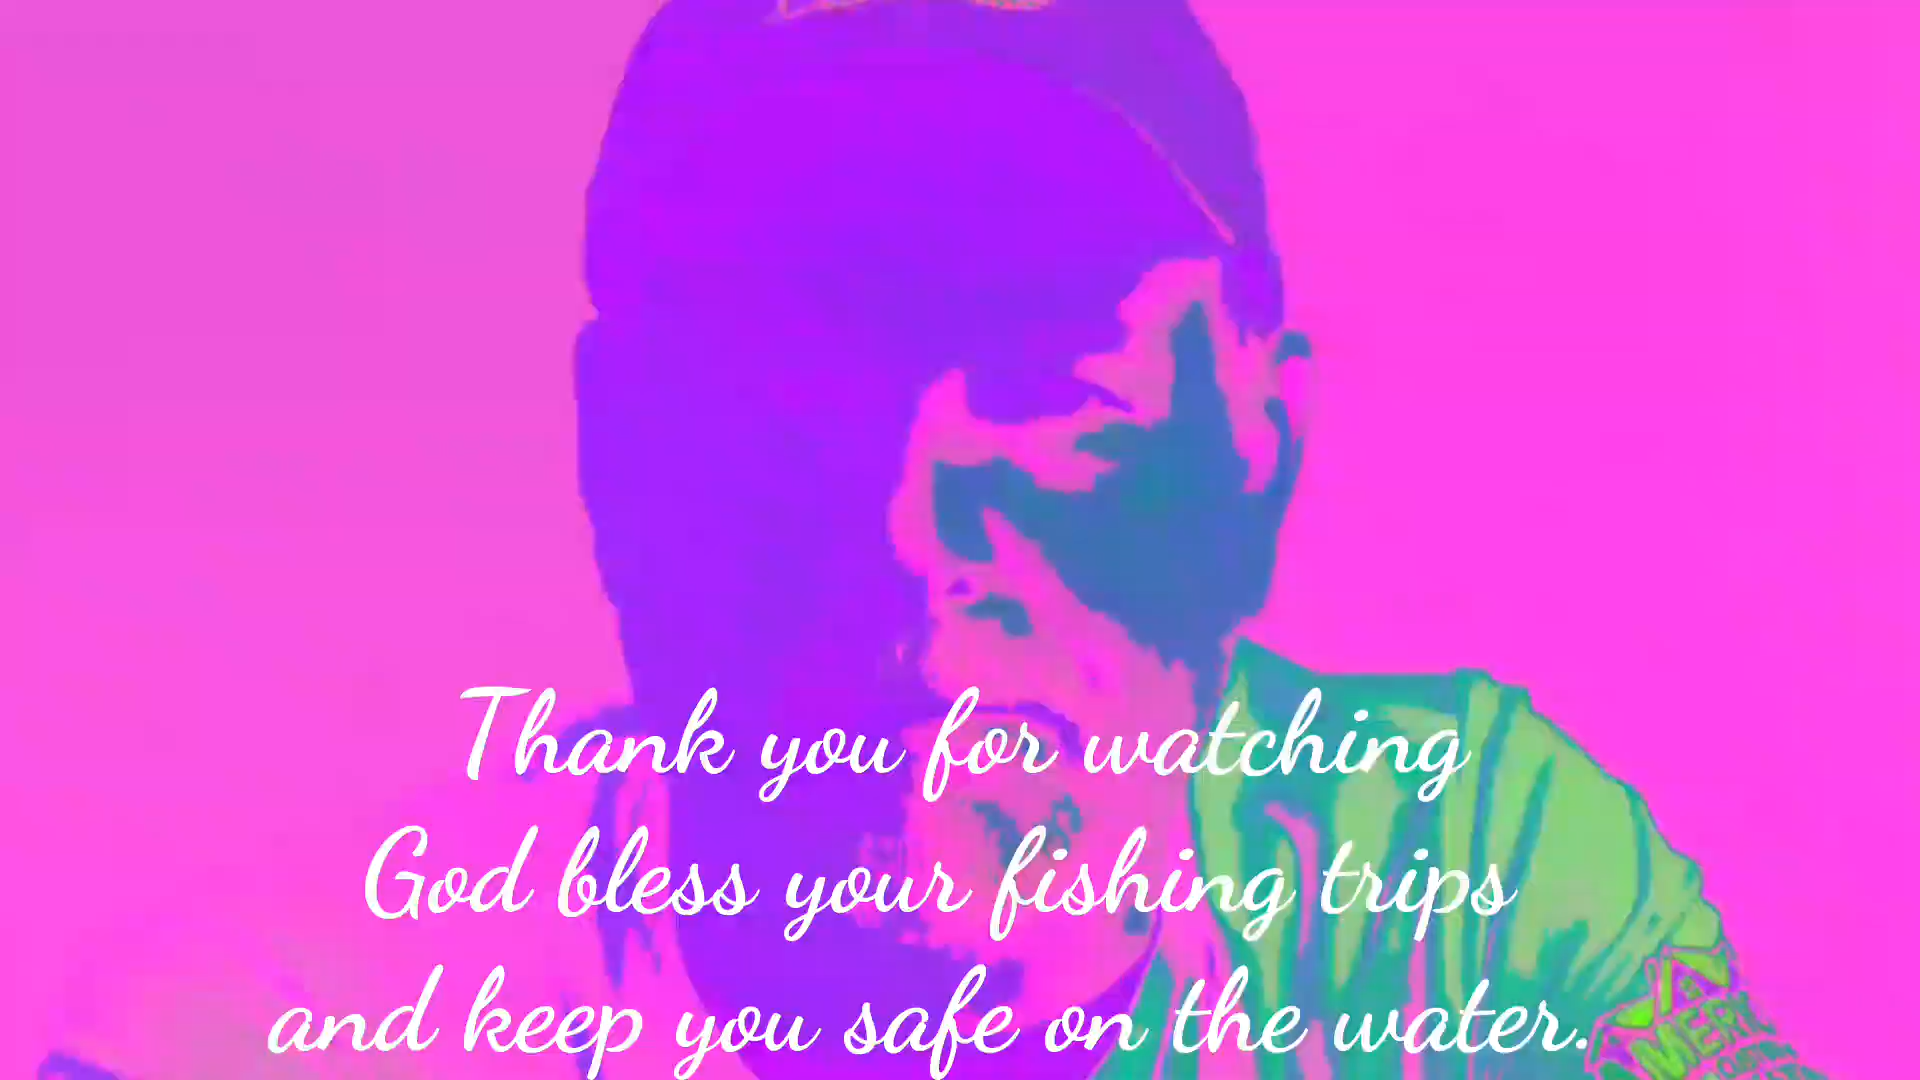 Thank you for watching
God bless your fishing trips
and keep you safe on the water.